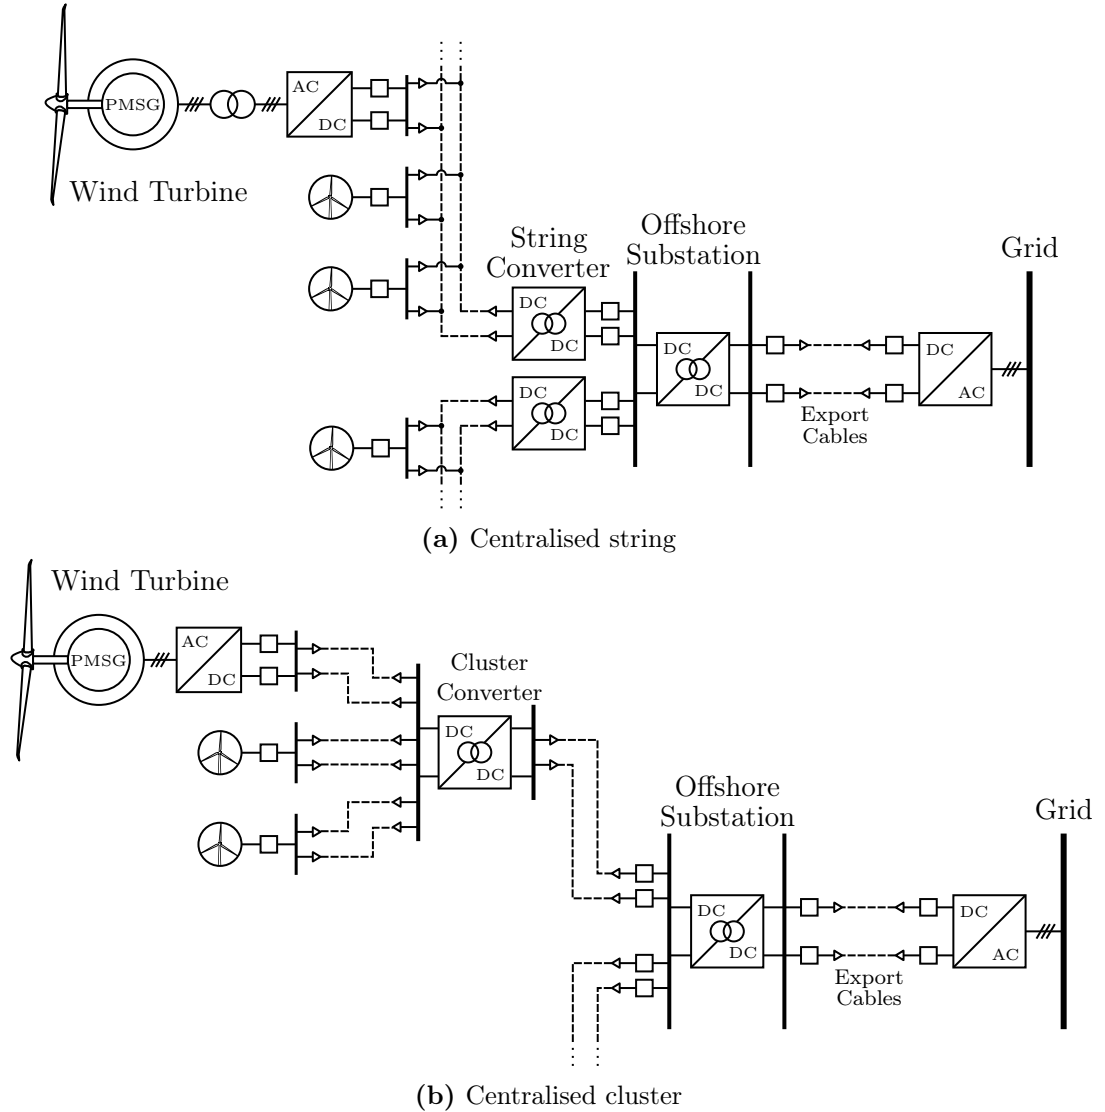 PMSG
AC
DC
Wind Turbine
String
Converter
DC
DC
DC
DC
Offshore
Substation
DC
DC
Export
Cables
DC
AC
Grid
(a) Centralised string
Wind Turbine
PMSG
AC
DC
Cluster
Converter
DC
DC
Offshore
Substation
DC
DC
Export
Cables
DC
AC
Grid
(b) Centralised cluster